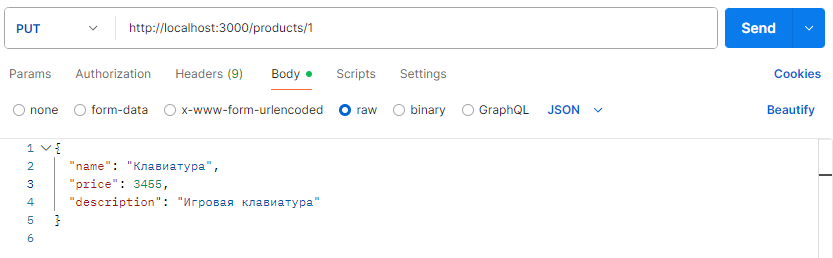 PUT http://localhost:3000/products/1 Send
Params Authorization Headers (9) Body Scripts Settings Cookies
none form-data x-www-form-urlencoded raw binary GraphQL JSON Beautify
1 {
2 "name": "Клавиатура",
3 "price": 3455,
4 "description": "Игровая клавиатура"
5 }
6